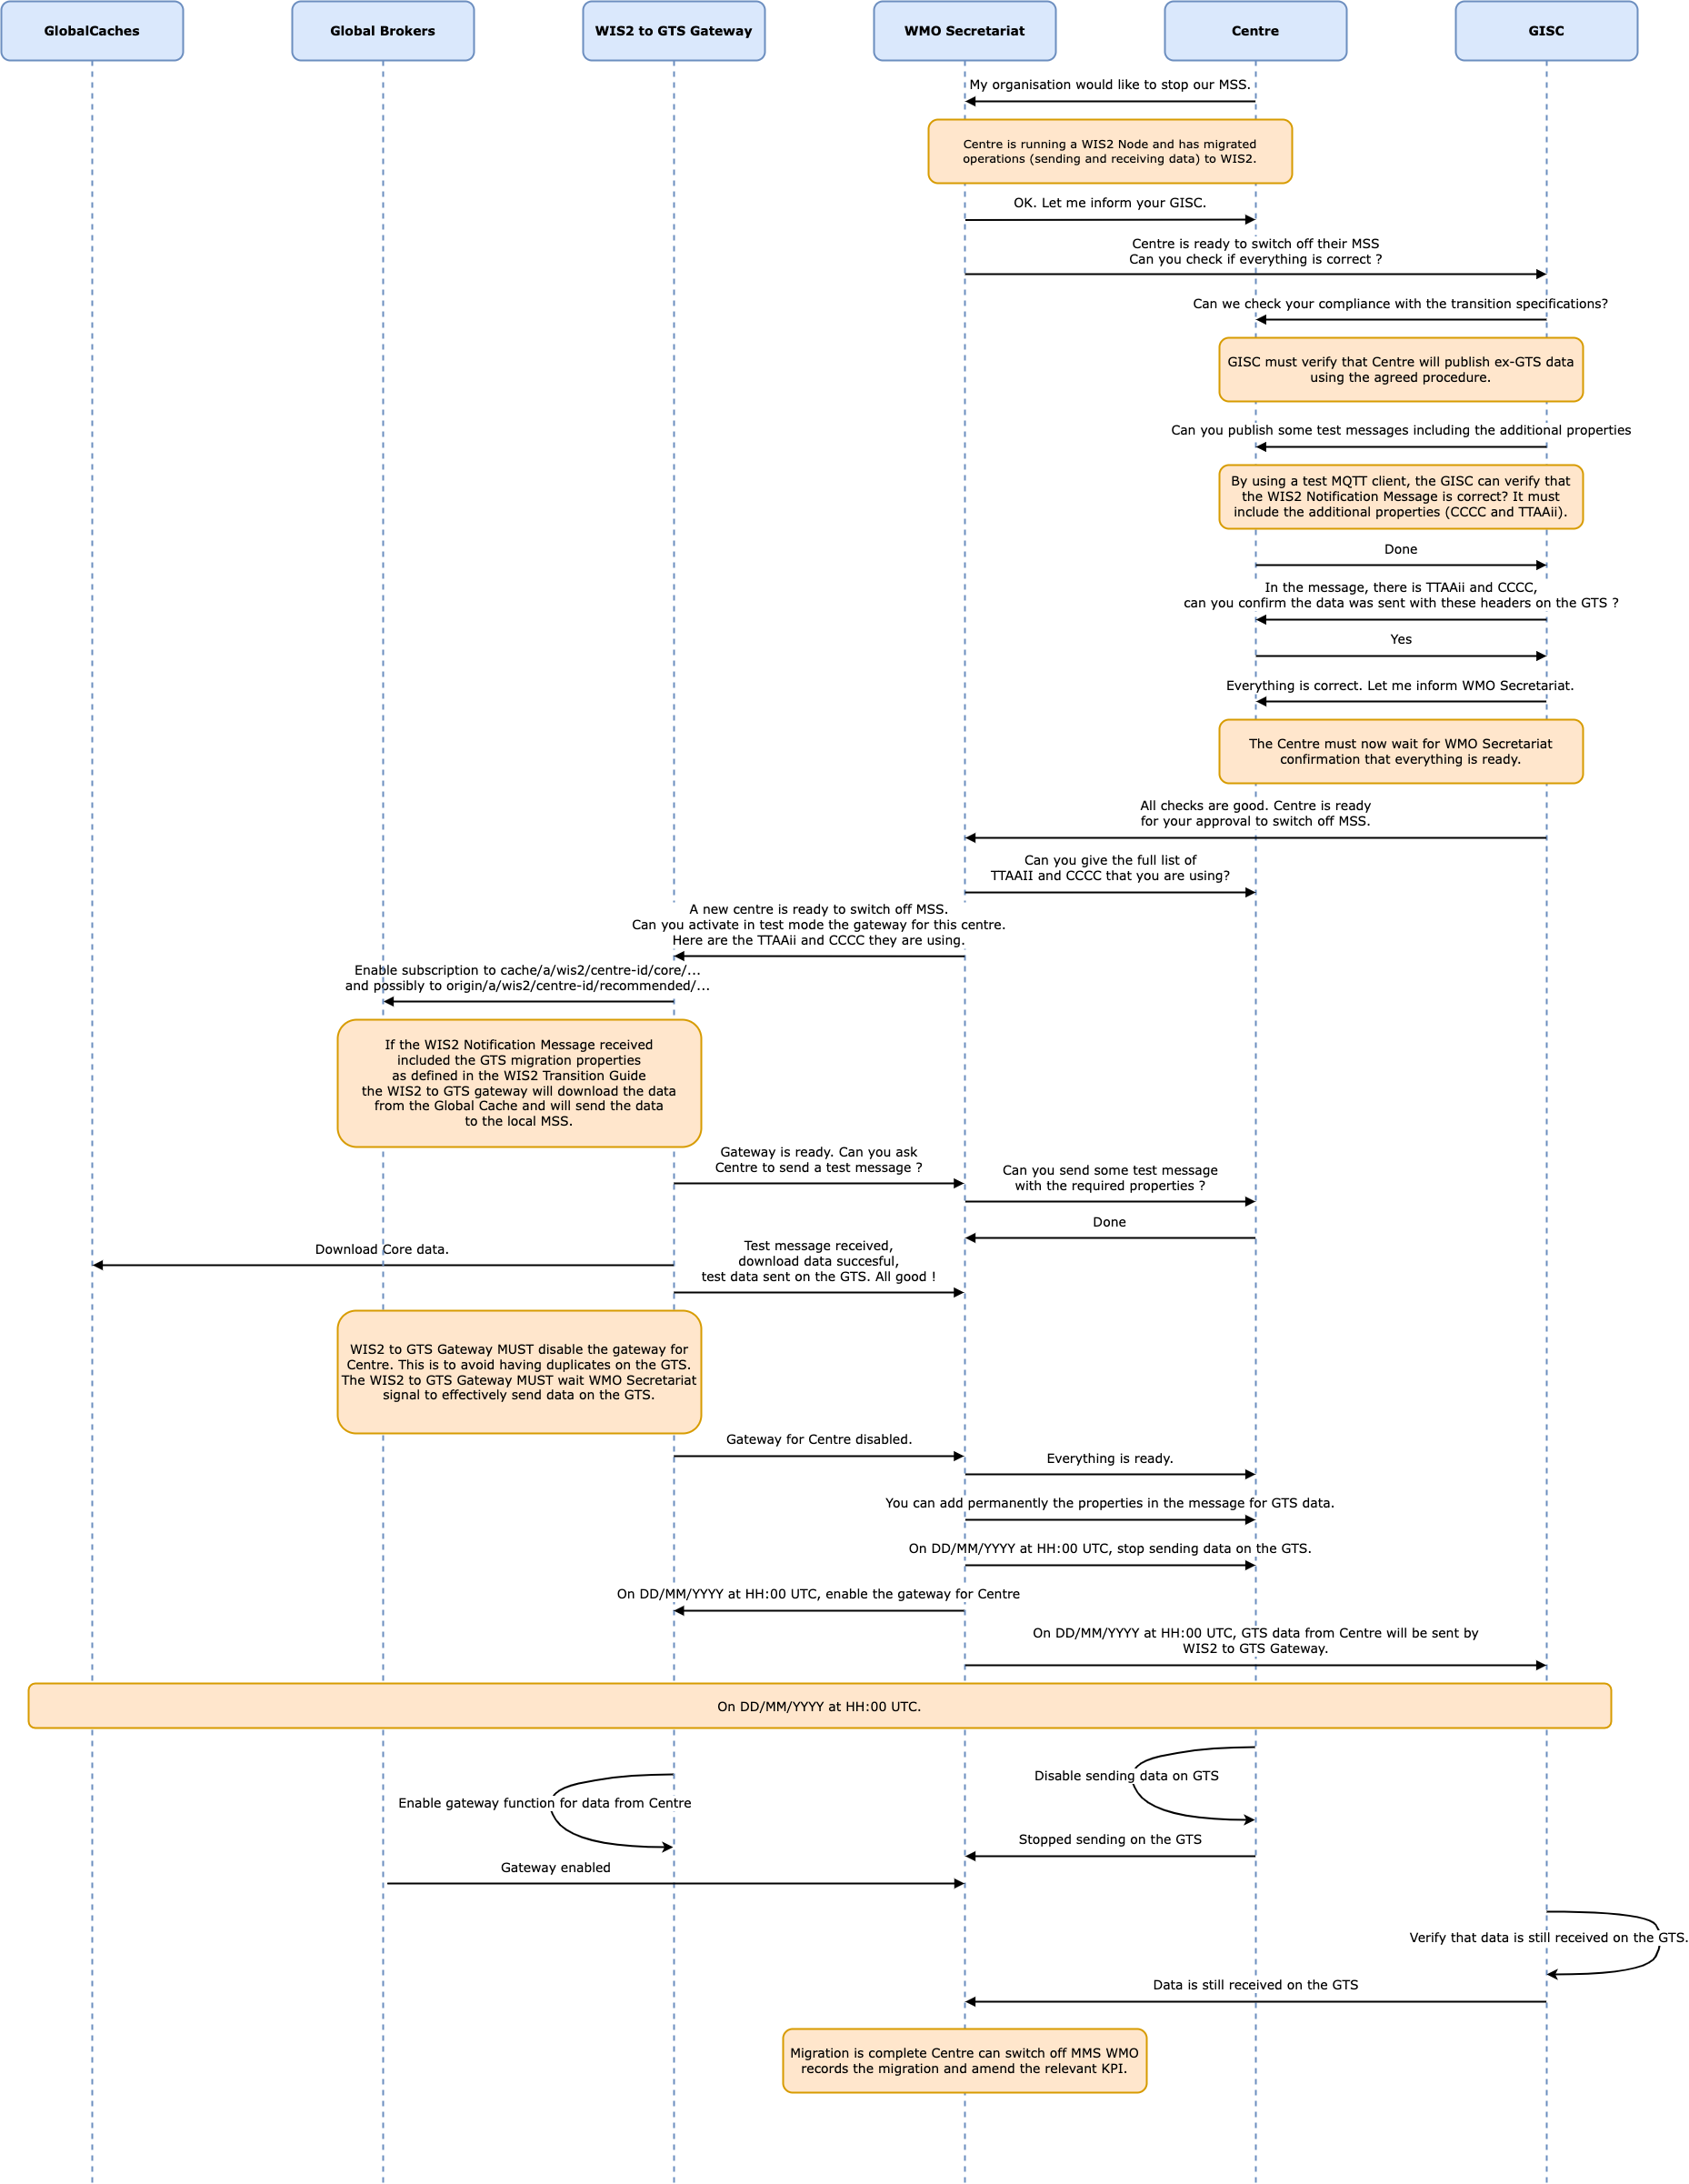 GlobalCaches
Global Brokers
WIS2 to GTS Gateway
WMO Secretariat
Centre
GISC
My organisation would like to stop our MSS.
Centre is running a WIS2 Node and has migrated
operations (sending and receiving data) to WIS2.
OK. Let me inform your GISC.
Centre is ready to switch off their MSS
Can you check if everything is correct ?
Can we check your compliance with the transition specifications?
GISC must verify that Centre will publish ex-GTS data
using the agreed procedure.
Can you publish some test messages including the additional properties
By using a test MQTT client, the GISC can verify that
the WIS2 Notification Message is correct? It must
include the additional properties (CCCC and TTAAii).
Done
In the message, there is TTAAii and CCCC,
can you confirm the data was sent with these headers on the GTS ?
Yes
Everything is correct. Let me inform WMO Secretariat.
The Centre must now wait for WMO Secretariat
confirmation that everything is ready.
All checks are good. Centre is ready
for your approval to switch off MSS.
Can you give the full list of
TTAAII and CCCC that you are using?
A new centre is ready to switch off MSS.
Can you activate in test mode the gateway for this centre.
Here are the TTAAii and CCCC they are using.
Enable subscription to cache/a/wis2/centre-id/core/...
and possibly to origin/a/wis2/centre-id/recommended/...
If the WIS2 Notification Message received
included the GTS migration properties
as defined in the WIS2 Transition Guide
the WIS2 to GTS gateway will download the data
from the Global Cache and will send the data
to the local MSS.
Gateway is ready. Can you ask
Centre to send a test message ?
Can you send some test message
with the required properties ?
Done
Download Core data.
Test message received,
download data succesful,
test data sent on the GTS. All good !
WIS2 to GTS Gateway MUST disable the gateway for
Centre. This is to avoid having duplicates on the GTS.
The WIS2 to GTS Gateway MUST wait WMO Secretariat
signal to effectively send data on the GTS.
Gateway for Centre disabled.
Everything is ready.
You can add permanently the properties in the message for GTS data.
On DD/MM/YYYY at HH:00 UTC, stop sending data on the GTS.
On DD/MM/YYYY at HH:00 UTC, enable the gateway for Centre
On DD/MM/YYYY at HH:00 UTC, GTS data from Centre will be sent by
WIS2 to GTS Gateway.
On DD/MM/YYYY at HH:00 UTC.
Disable sending data on GTS
Enable gateway function for data from Centre
Stopped sending on the GTS
Gateway enabled
Verify that data is still received on the GTS.
Data is still received on the GTS
Migration is complete Centre can switch off MMS WMO
records the migration and amend the relevant KPI.